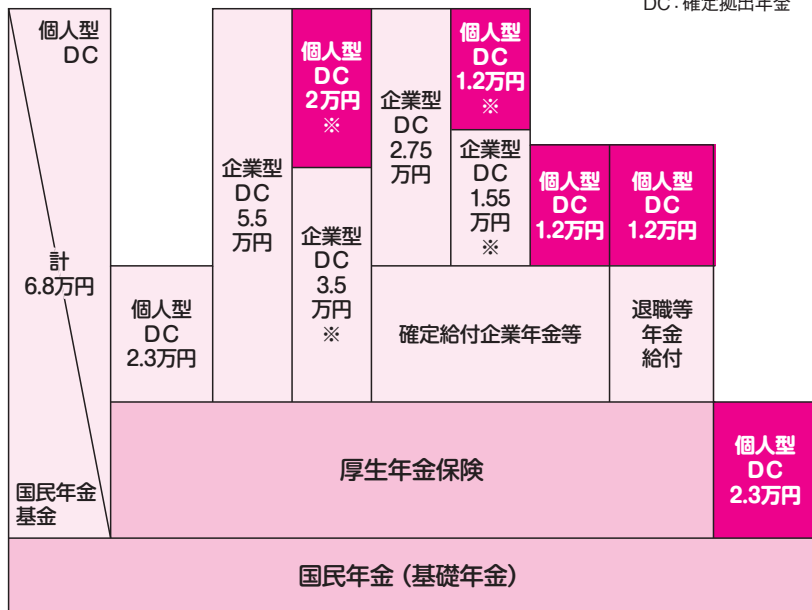 DC：確定拠出年金
個人型
DC
計
6.8万円
国民年金
基金
個人型
DC
2.3万円
企業型
DC
5.5
万円
個人型
DC
2万円
※
企業型
DC
3.5
万円
※
企業型
DC
2.75
万円
個人型
DC
1.2万円
※
企業型
DC
1.55
万円
※
個人型
DC
1.2万円
個人型
DC
1.2万円
確定給付企業年金等
退職等
年金
給付
厚生年金保険
個人型
DC
2.3万円
国民年金（基礎年金）